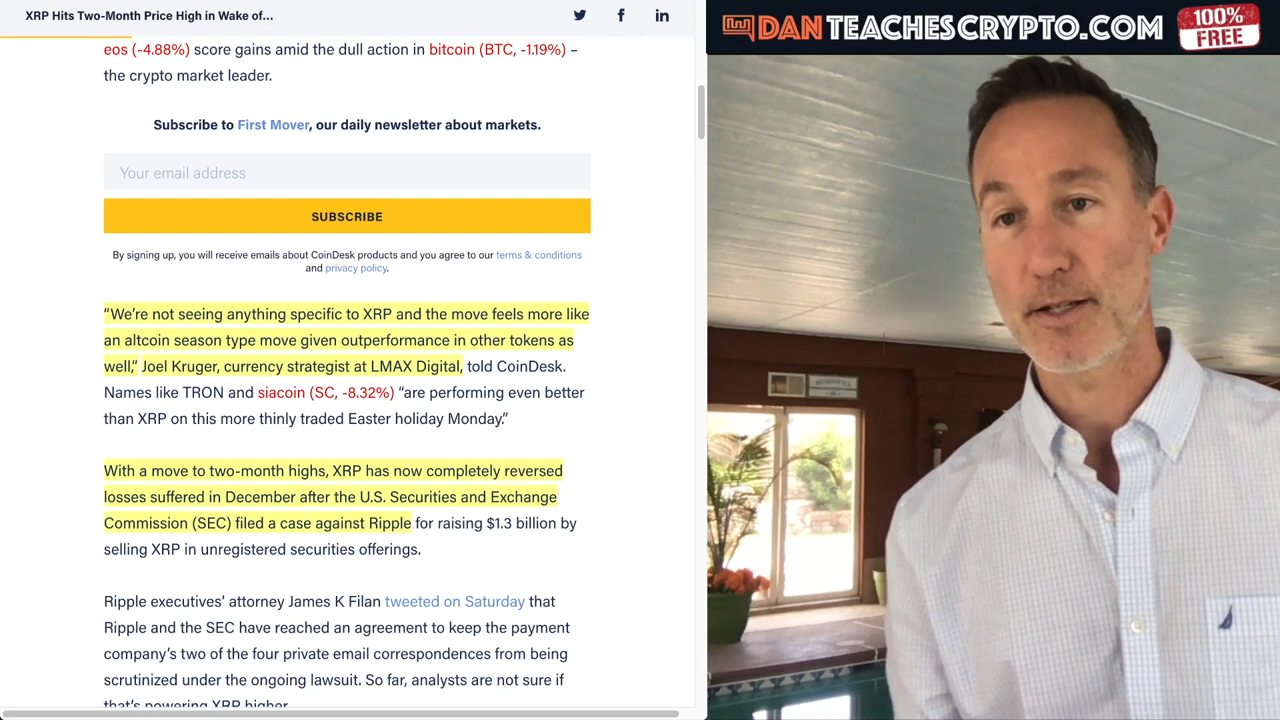 XRP Hits Two-Month Price High in Wake of...
DANTEACHESCRYPTO.COM
100%
FREE
eos (-4.88%) score gains amid the dull action in bitcoin (BTC, -1.19%) –
the crypto market leader.
Subscribe to First Mover, our daily newsletter about markets.
Your email address
SUBSCRIBE
By signing up, you will receive emails about CoinDesk products and you agree to our terms & conditions
and privacy policy.
“We’re not seeing anything specific to XRP and the move feels more like
an altcoin season type move given outperformance in other tokens as
well,” Joel Kruger, currency strategist at LMAX Digital, told CoinDesk.
Names like TRON and siacoin (SC, -8.32%) “are performing even better
than XRP on this more thinly traded Easter holiday Monday.”
With a move to two-month highs, XRP has now completely reversed
losses suffered in December after the U.S. Securities and Exchange
Commission (SEC) filed a case against Ripple for raising $1.3 billion by
selling XRP in unregistered securities offerings.
Ripple executives’ attorney James K Filan tweeted on Saturday that
Ripple and the SEC have reached an agreement to keep the payment
company’s two of the four private email correspondences from being
scrutinized under the ongoing lawsuit. So far, analysts are not sure if
that’s powering XRP higher.